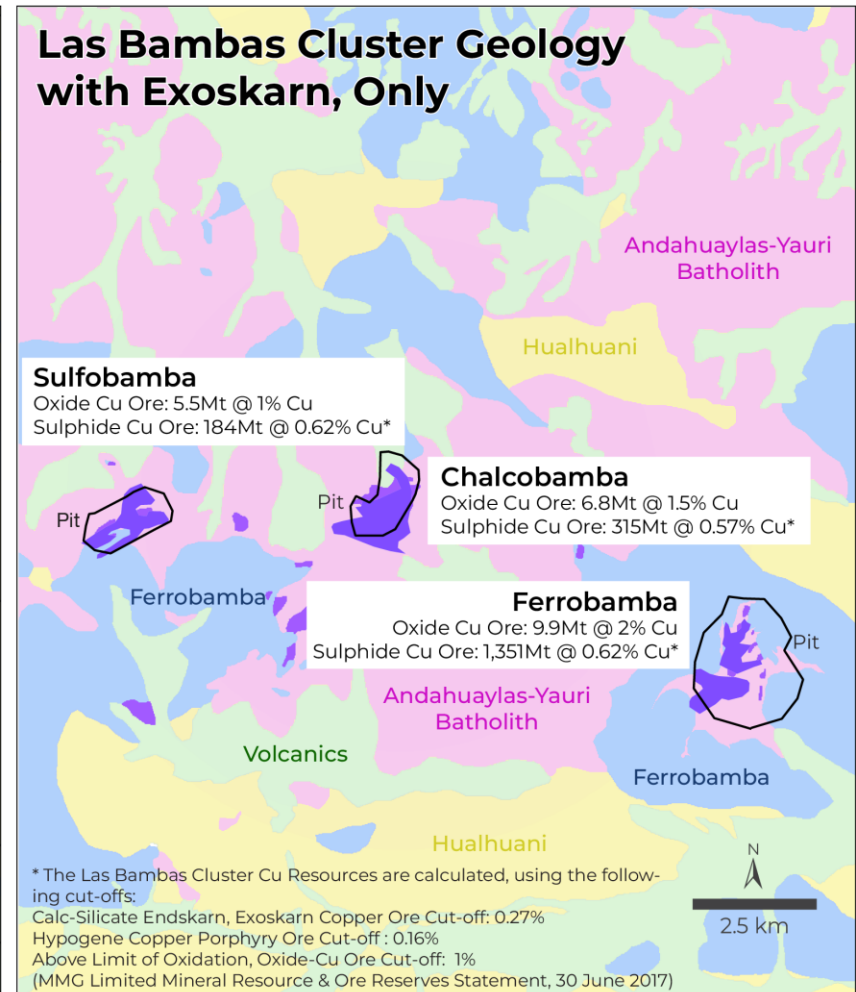 Las Bambas Cluster Geology
with Exoskarn, Only
Andahuaylas-Yauri
Batholith
Hualhuani
Sulfobamba
Oxide Cu Ore: 5.5Mt @ 1% Cu
Sulphide Cu Ore: 184Mt @ 0.62% Cu*
Pit
Pit
Chalcobamba
Oxide Cu Ore: 6.8Mt @ 1.5% Cu
Sulphide Cu Ore: 315Mt @ 0.57% Cu*
Ferrobamba
Ferrobamba
Oxide Cu Ore: 9.9Mt @ 2% Cu
Sulphide Cu Ore: 1,351Mt @ 0.62% Cu*
Pit
Andahuaylas-Yauri
Batholith
Volcanics
Ferrobamba
Hualhuani
N
2.5 km
* The Las Bambas Cluster Cu Resources are calculated, using the follow-
ing cut-offs:
Calc-Silicate Endskarn, Exoskarn Copper Ore Cut-off: 0.27%
Hypogene Copper Porphyry Ore Cut-off : 0.16%
Above Limit of Oxidation, Oxide-Cu Ore Cut-off: 1%
(MMG Limited Mineral Resource & Ore Reserves Statement, 30 June 2017)